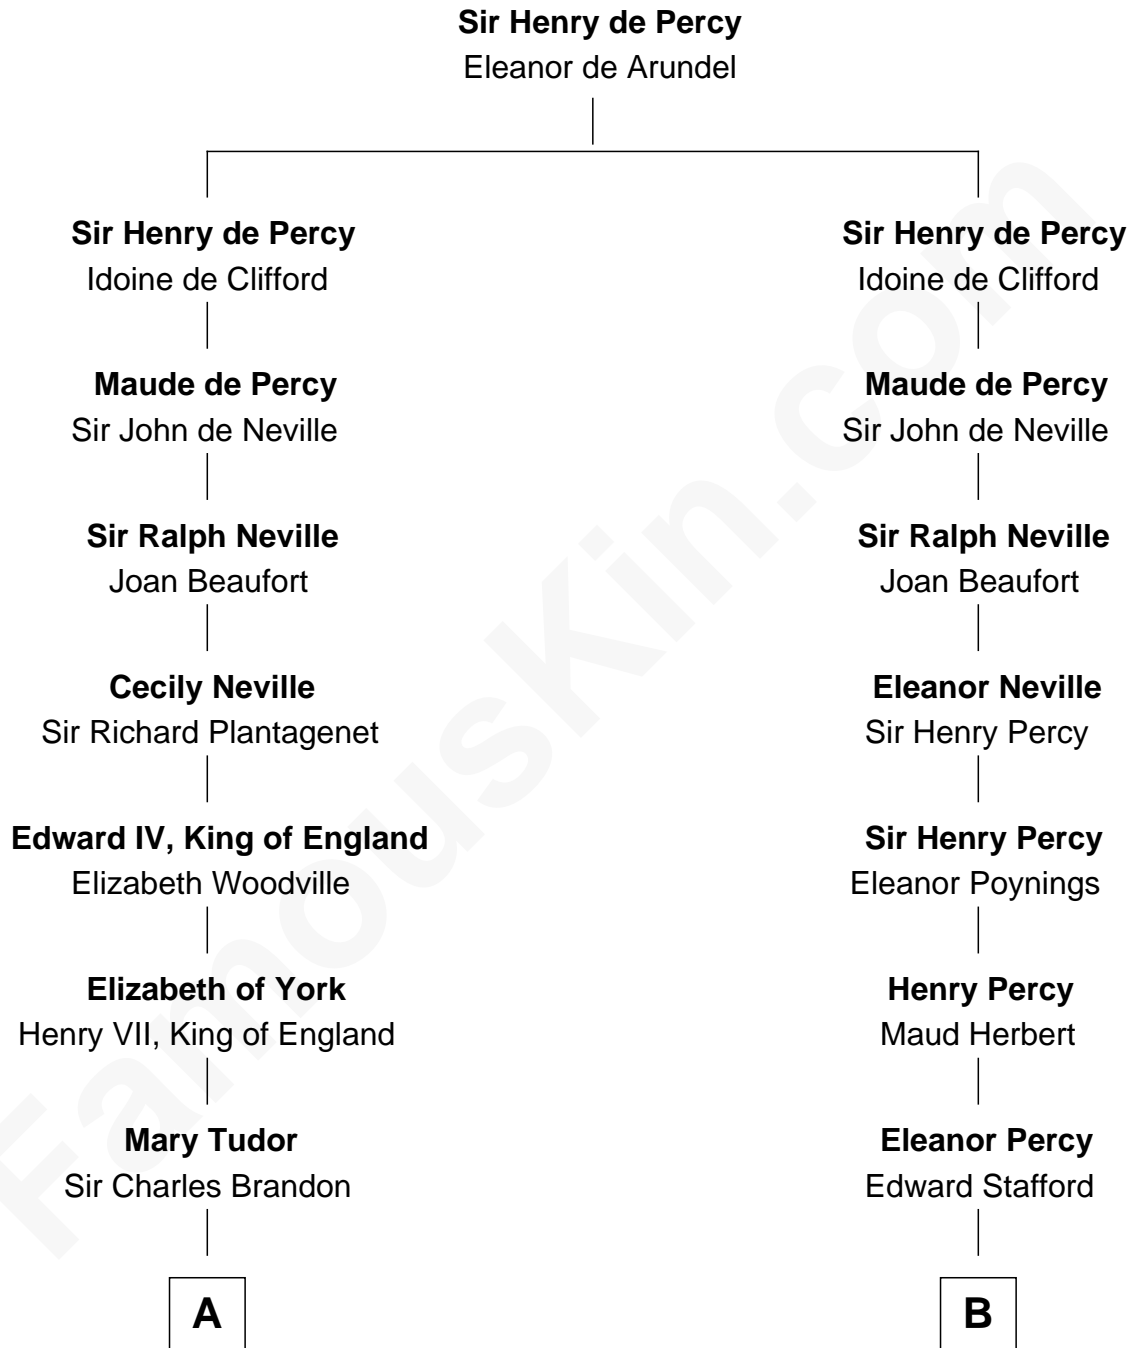 Sir Henry de Percy
Eleanor de Arundel
Sir Henry de Percy
Idoine de Clifford
Maude de Percy
Sir John de Neville
Sir Ralph Neville
Joan Beaufort
Cecily Neville
Sir Richard Plantagenet
Edward IV, King of England
Elizabeth Woodville
Elizabeth of York
Henry VII, King of England
Mary Tudor
Sir Charles Brandon
A
Sir Henry de Percy
Idoine de Clifford
Maude de Percy
Sir John de Neville
Sir Ralph Neville
Joan Beaufort
Eleanor Neville
Sir Henry Percy
Sir Henry Percy
Eleanor Poynings
Henry Percy
Maud Herbert
Eleanor Percy
Edward Stafford
B
FamousKin.com